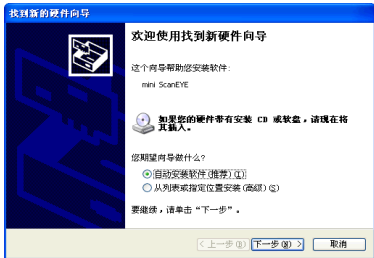 找到新的硬件向导
欢迎使用找到新硬件向导
这个向导帮助您安装软件:
mini ScanEYE
如果您的硬件带有安装 CD 或软盘，请现在将
其插入。
您期望向导做什么?
自动安装软件(推荐)(I)
从列表或指定位置安装(高级)(S)
要继续，请单击“下一步”。
< 上一步(B)
下一步(N) >
取消